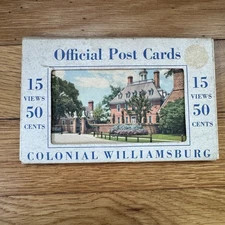 Official Post Cards
15 VIEWS 50 CENTS
15 VIEWS 50 CENTS
COLONIAL WILLIAMSBURG